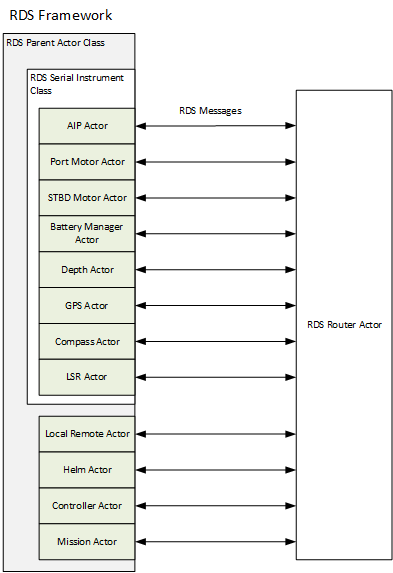 RDS Framework
RDS Parent Actor Class
RDS Serial Instrument
Class
RDS Messages
AIP Actor
Port Motor Actor
STBD Motor Actor
Battery Manager
Actor
Depth Actor
GPS Actor
Compass Actor
LSR Actor
Local Remote Actor
Helm Actor
Controller Actor
Mission Actor
RDS Router Actor